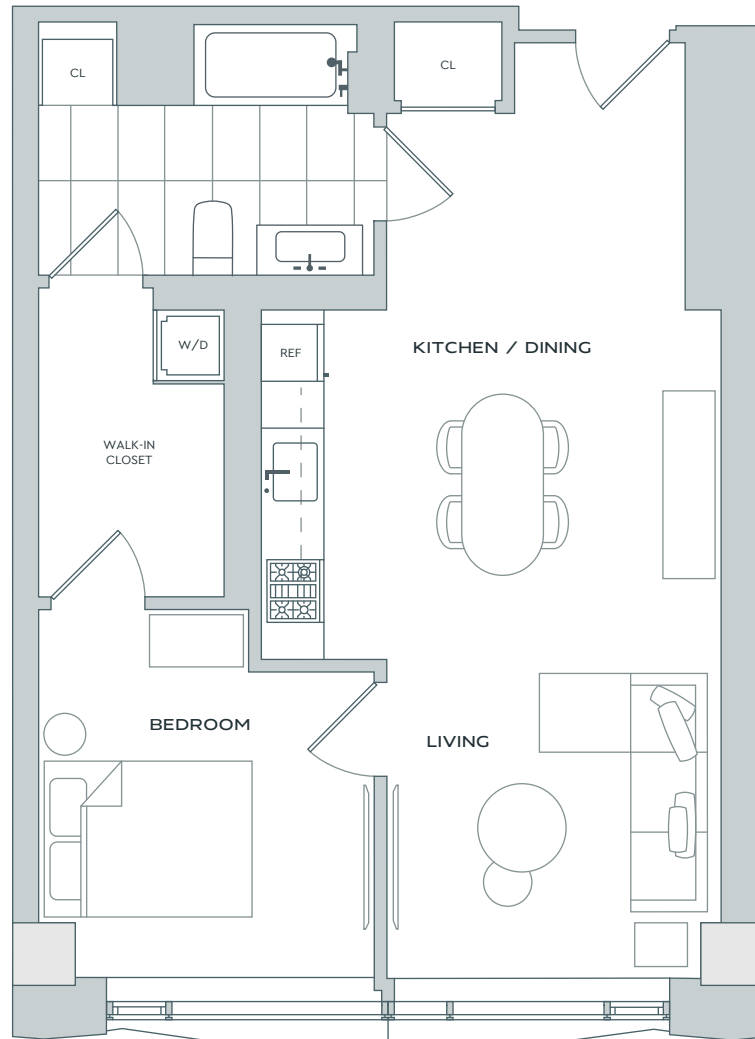 CL
CL
W/D
REF
KITCHEN / DINING
WALK-IN
CLOSET
BEDROOM
LIVING